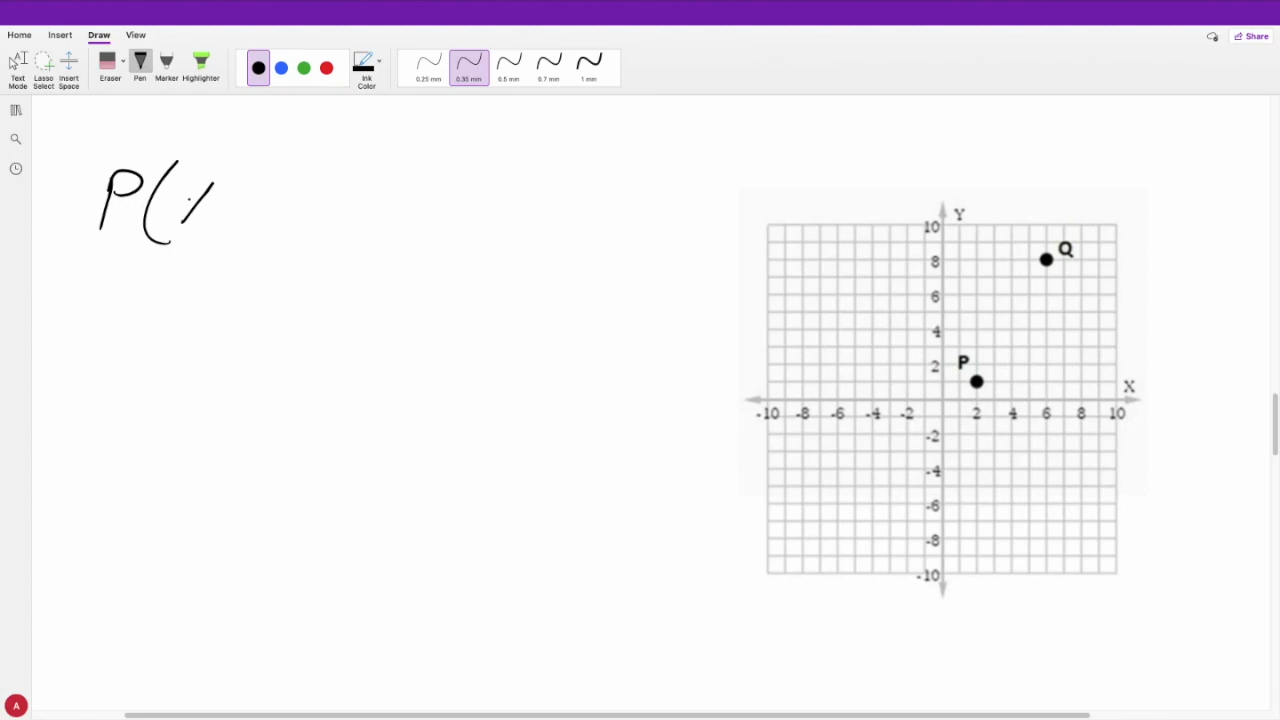 Home Insert Draw View
Share
Text Mode
Lasso Select
Insert Space
Eraser
Pen
Marker
Highlighter
Ink Color
0.25 mm
0.35 mm
0.5 mm
0.7 mm
1 mm
P(
Y
10
8
Q
6
4
P
2
X
-10 -8 -6 -4 -2 2 4 6 8 10
-2
-4
-6
-8
-10
A